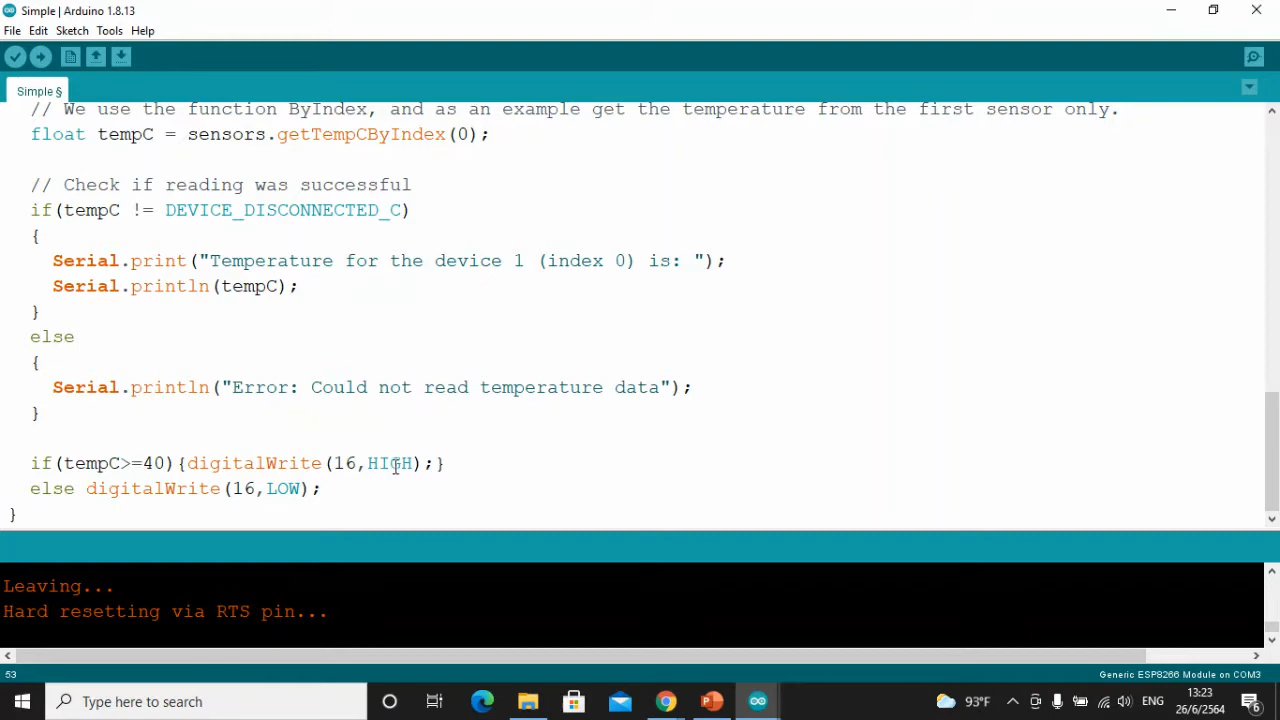 Simple | Arduino 1.8.13
File Edit Sketch Tools Help
Simple §
// We use the function ByIndex, and as an example get the temperature from the first sensor only.
float tempC = sensors.getTempCByIndex(0);
// Check if reading was successful
if(tempC != DEVICE_DISCONNECTED_C)
{
Serial.print("Temperature for the device 1 (index 0) is: ");
Serial.println(tempC);
}
else
{
Serial.println("Error: Could not read temperature data");
}
if(tempC>=40){digitalWrite(16,HIGH);}
else digitalWrite(16,LOW);
}
Leaving...
Hard resetting via RTS pin...
53
Generic ESP8266 Module on COM3
Type here to search
93°F
ENG
13:23
26/6/2564
6